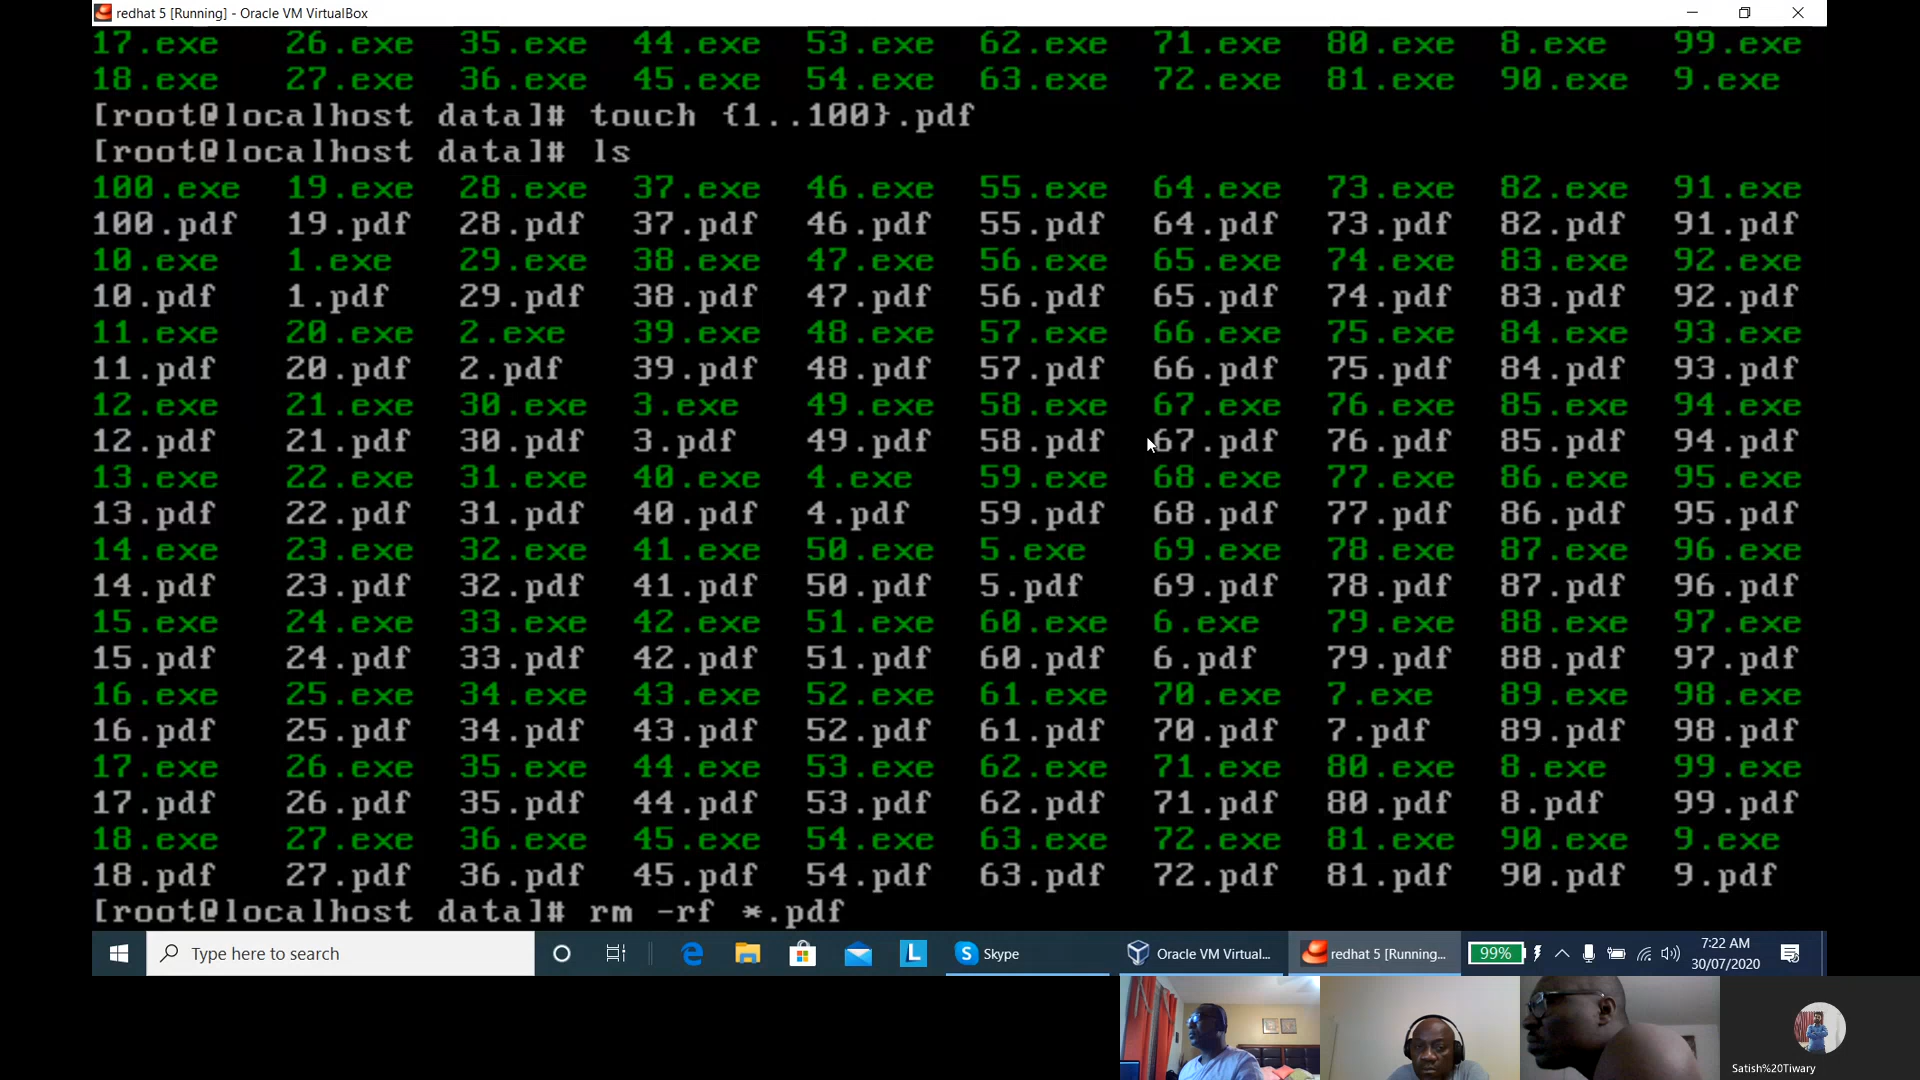 redhat 5 [Running] - Oracle VM VirtualBox
17.exe 26.exe 35.exe 44.exe 53.exe 62.exe 71.exe 80.exe 8.exe 99.exe
18.exe 27.exe 36.exe 45.exe 54.exe 63.exe 72.exe 81.exe 90.exe 9.exe
[root@localhost data]# touch {1..100}.pdf
[root@localhost data]# ls
100.exe 19.exe 28.exe 37.exe 46.exe 55.exe 64.exe 73.exe 82.exe 91.exe
100.pdf 19.pdf 28.pdf 37.pdf 46.pdf 55.pdf 64.pdf 73.pdf 82.pdf 91.pdf
10.exe 1.exe 29.exe 38.exe 47.exe 56.exe 65.exe 74.exe 83.exe 92.exe
10.pdf 1.pdf 29.pdf 38.pdf 47.pdf 56.pdf 65.pdf 74.pdf 83.pdf 92.pdf
11.exe 20.exe 2.exe 39.exe 48.exe 57.exe 66.exe 75.exe 84.exe 93.exe
11.pdf 20.pdf 2.pdf 39.pdf 48.pdf 57.pdf 66.pdf 75.pdf 84.pdf 93.pdf
12.exe 21.exe 30.exe 3.exe 49.exe 58.exe 67.exe 76.exe 85.exe 94.exe
12.pdf 21.pdf 30.pdf 3.pdf 49.pdf 58.pdf 67.pdf 76.pdf 85.pdf 94.pdf
13.exe 22.exe 31.exe 40.exe 4.exe 59.exe 68.exe 77.exe 86.exe 95.exe
13.pdf 22.pdf 31.pdf 40.pdf 4.pdf 59.pdf 68.pdf 77.pdf 86.pdf 95.pdf
14.exe 23.exe 32.exe 41.exe 50.exe 5.exe 69.exe 78.exe 87.exe 96.exe
14.pdf 23.pdf 32.pdf 41.pdf 50.pdf 5.pdf 69.pdf 78.pdf 87.pdf 96.pdf
15.exe 24.exe 33.exe 42.exe 51.exe 60.exe 6.exe 79.exe 88.exe 97.exe
15.pdf 24.pdf 33.pdf 42.pdf 51.pdf 60.pdf 6.pdf 79.pdf 88.pdf 97.pdf
16.exe 25.exe 34.exe 43.exe 52.exe 61.exe 70.exe 7.exe 89.exe 98.exe
16.pdf 25.pdf 34.pdf 43.pdf 52.pdf 61.pdf 70.pdf 7.pdf 89.pdf 98.pdf
17.exe 26.exe 35.exe 44.exe 53.exe 62.exe 71.exe 80.exe 8.exe 99.exe
17.pdf 26.pdf 35.pdf 44.pdf 53.pdf 62.pdf 71.pdf 80.pdf 8.pdf 99.pdf
18.exe 27.exe 36.exe 45.exe 54.exe 63.exe 72.exe 81.exe 90.exe 9.exe
18.pdf 27.pdf 36.pdf 45.pdf 54.pdf 63.pdf 72.pdf 81.pdf 90.pdf 9.pdf
[root@localhost data]# rm -rf *.pdf
Type here to search L S Skype Oracle VM Virtual... redhat 5 [Running... 99% 7:22 AM
30/07/2020
Satish%20Tiwary